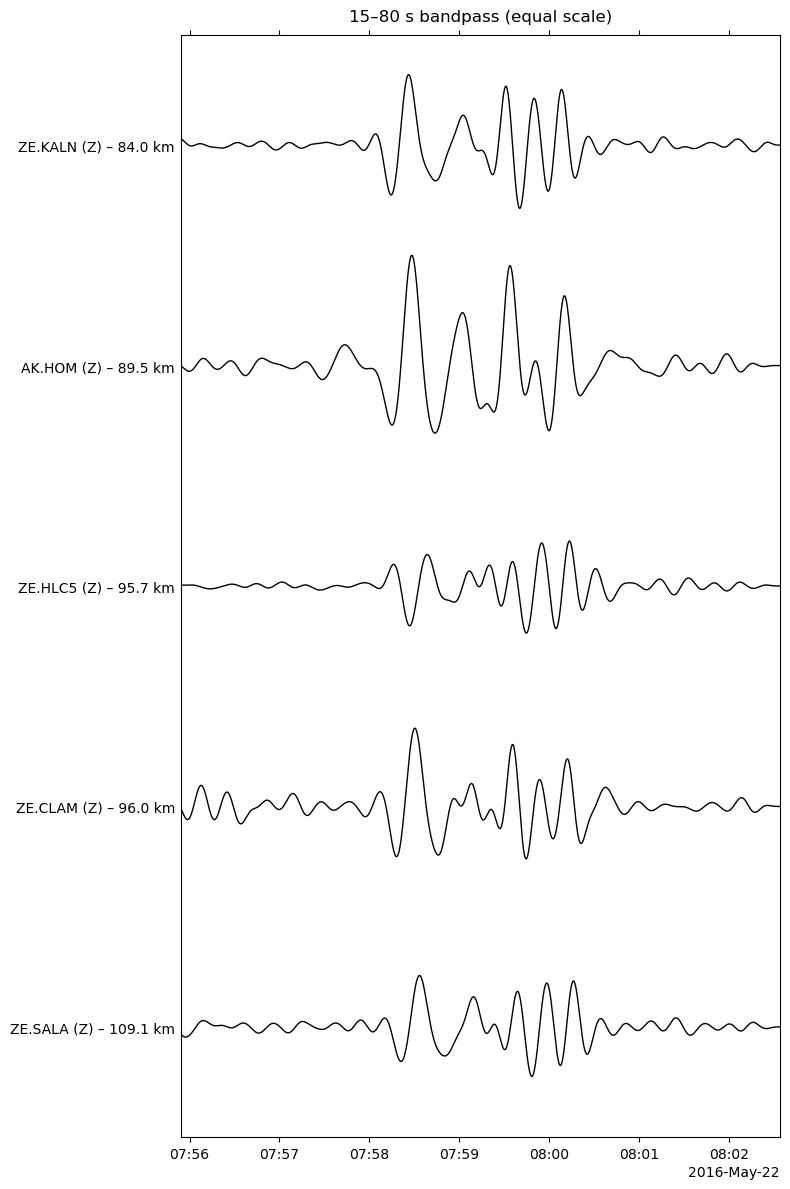 15–80 s bandpass (equal scale)
ZE.KALN (Z) – 84.0 km
AK.HOM (Z) – 89.5 km
ZE.HLC5 (Z) – 95.7 km
ZE.CLAM (Z) – 96.0 km
ZE.SALA (Z) – 109.1 km
07:56 07:57 07:58 07:59 08:00 08:01 08:02
2016-May-22